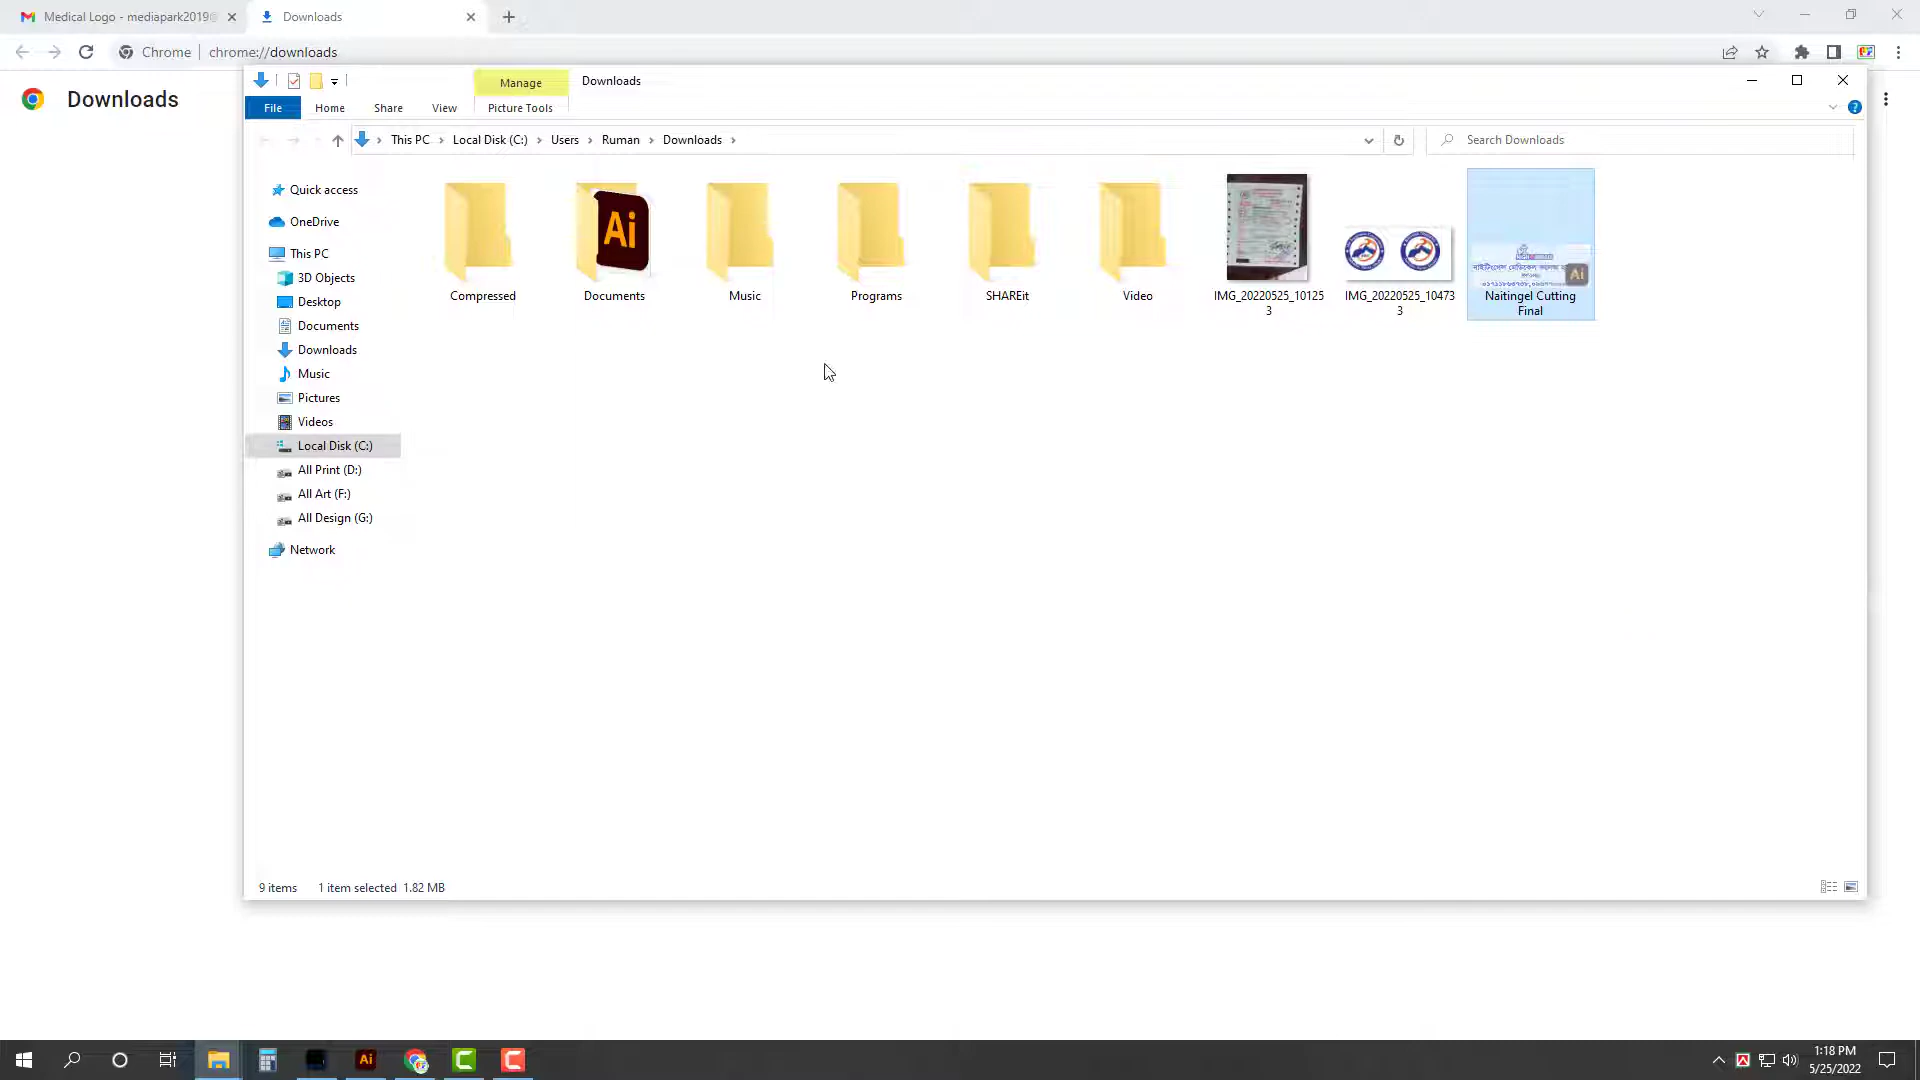 Medical Logo - mediapark2019@
Downloads
Chrome
chrome://downloads
Downloads
Manage
Downloads
File
Home
Share
View
Picture Tools
This PC
Local Disk (C:)
Users
Ruman
Downloads
Search Downloads
Quick access
OneDrive
This PC
3D Objects
Desktop
Documents
Downloads
Music
Pictures
Videos
Local Disk (C:)
All Print (D:)
All Art (F:)
All Design (G:)
Network
Ai
Ai
Compressed
Documents
Music
Programs
SHAREit
Video
IMG_20220525_10125
3
IMG_20220525_10473
3
Naitingel Cutting
Final
9 items
1 item selected 1.82 MB
Ai
1:18 PM
5/25/2022